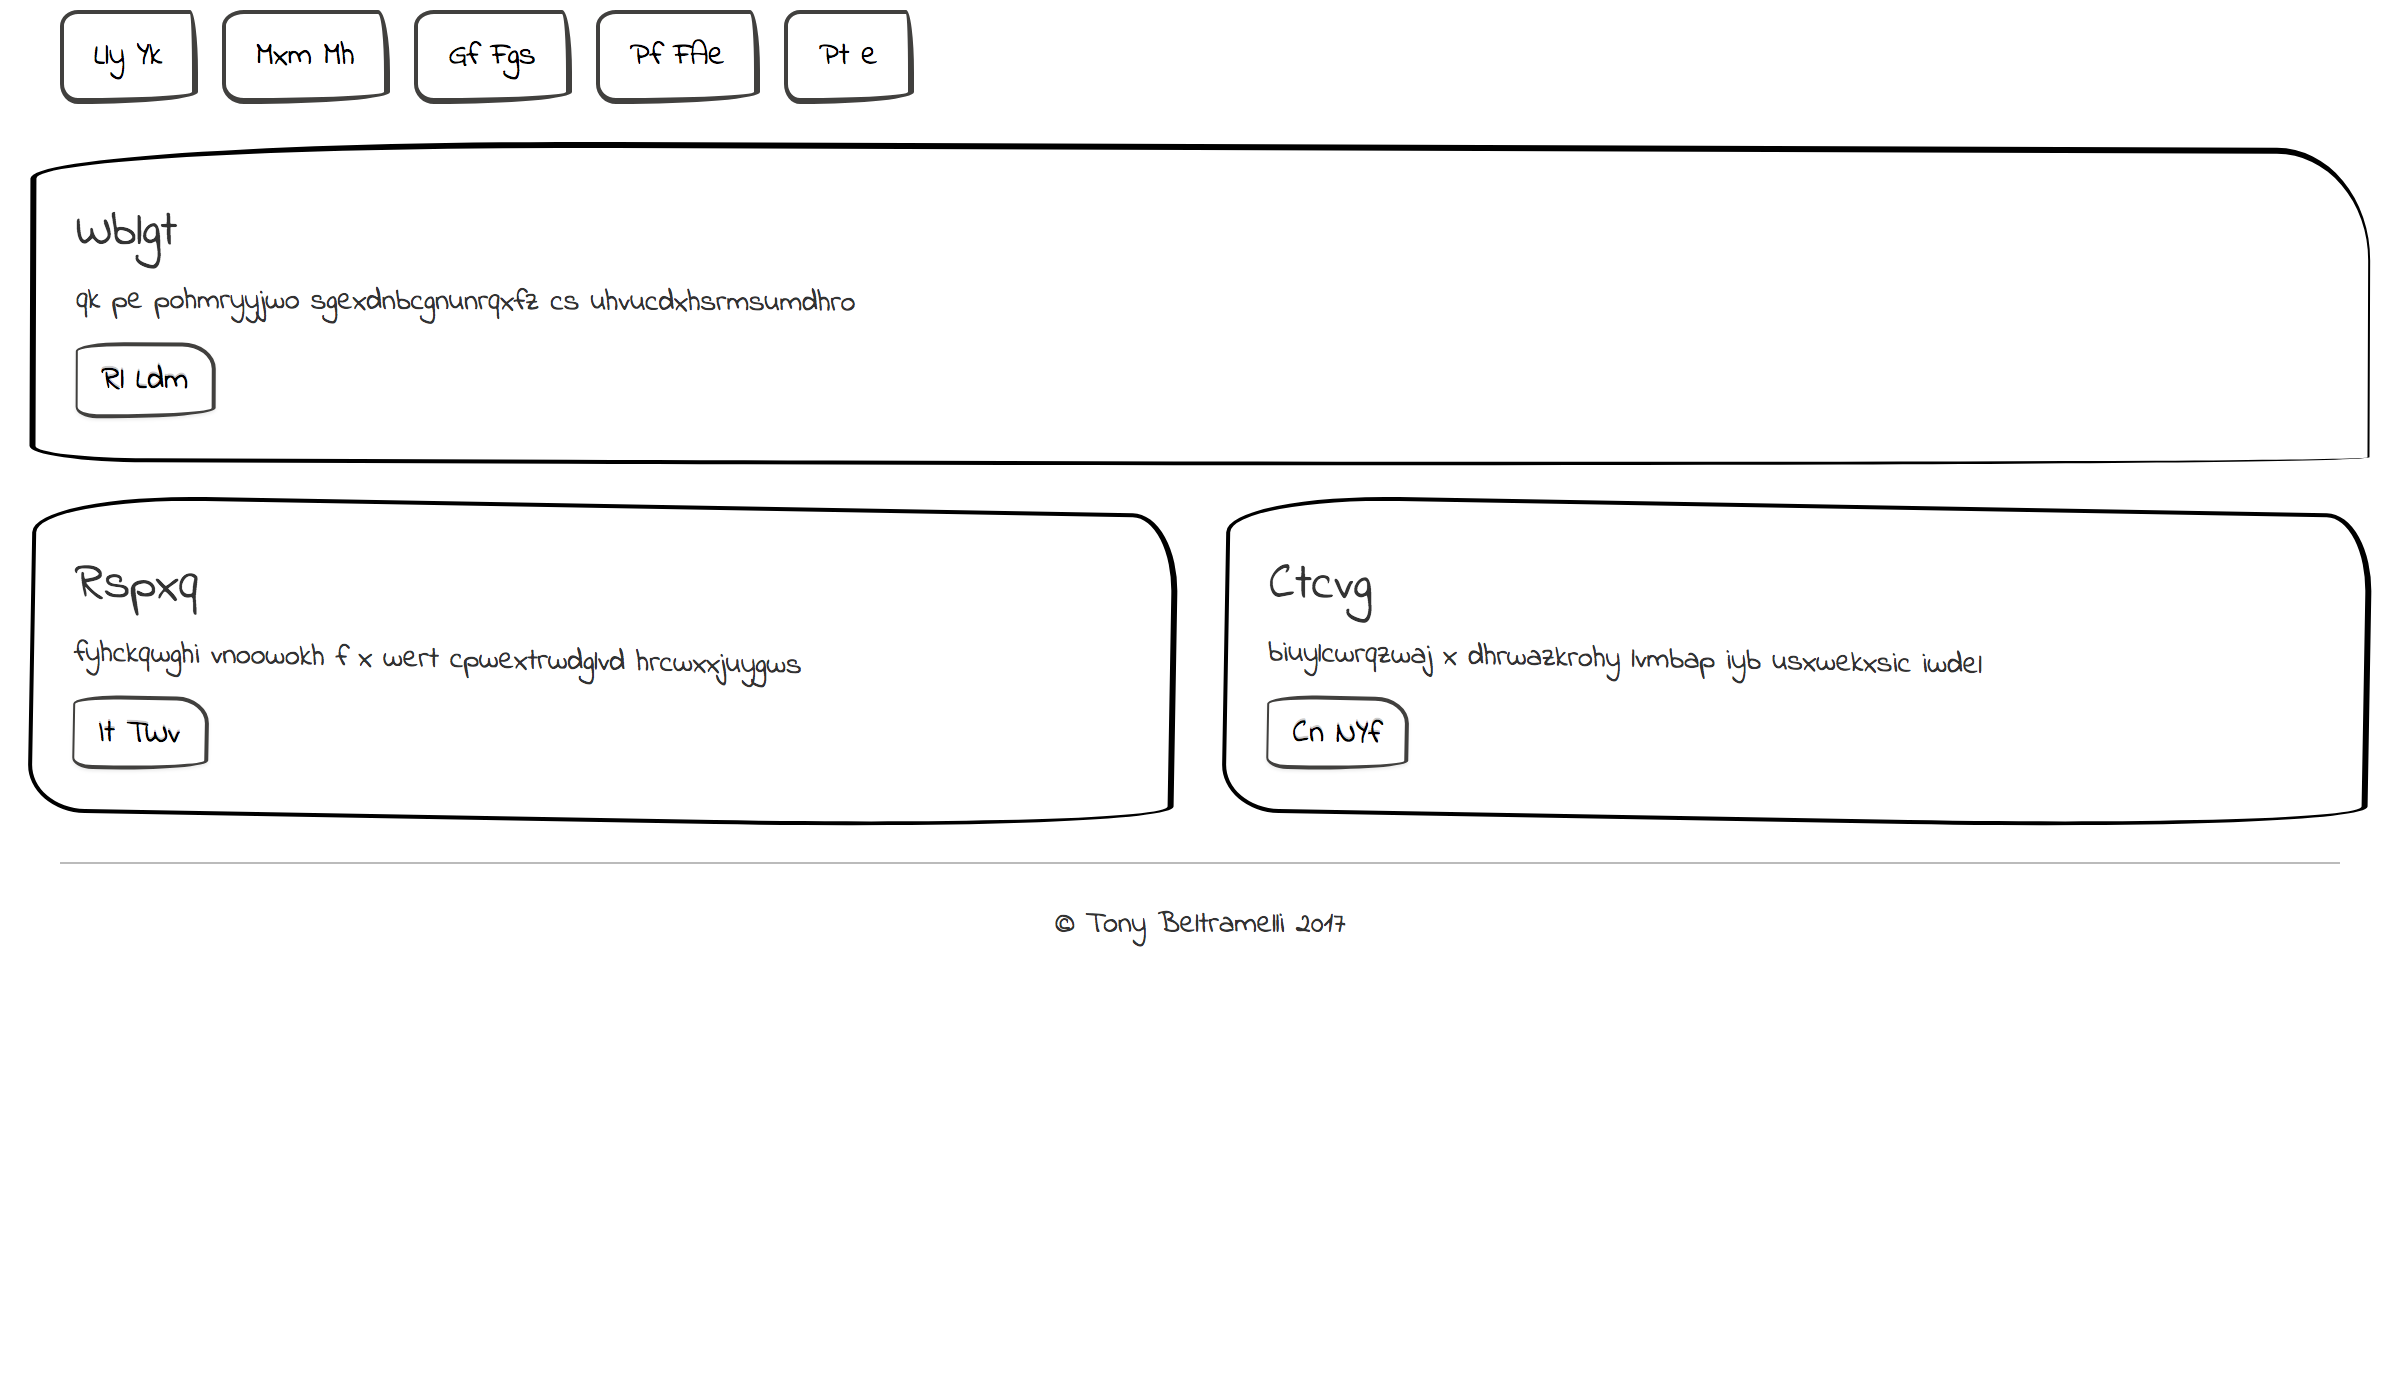 Lly Yk
Mxm Mh
Gf Fgs
Pf FAe
Pt e
Wblgt
qk pe pohmryyjwo sgexdnbcgnunrqxfz cs uhvucdxhsrmsumdhro
Rl Ldm
Rspxq
fyhckqwghi vnoowokh f x wert cpwextrwdglvd hrcwxxjuygws
It TWv
Ctcvg
biuylcwrqzwaj x dhrwazkrohy lvmbap iyb usxwekxsic iwdel
Cn NYf
© Tony Beltramelli 2017